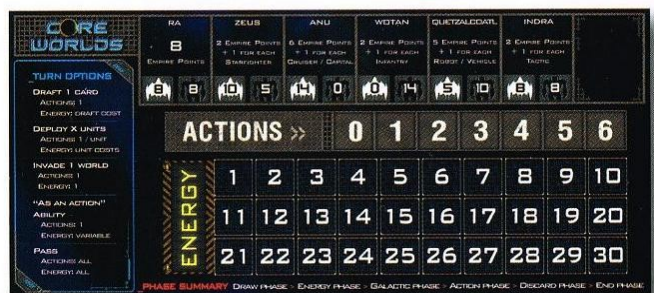 CORE
WORLDS
TURN OPTIONS
DRAFT 1 CARD
ACTIONS: 1
ENERGY: DRAFT COST
DEPLOY X UNITS
ACTIONS: 1 / UNIT
ENERGY: UNIT COSTS
INVADE 1 WORLD
ACTIONS: 1
ENERGY: 1
"AS AN ACTION"
ABILITY
ACTIONS: 1
ENERGY: VARIABLE
PASS
ACTIONS: ALL
ENERGY: ALL
RA
8
EMPIRE POINTS
8 8
ZEUS
2 EMPIRE POINTS
+ 1 FOR EACH
STARFIGHTER
10 5
ANU
6 EMPIRE POINTS
+ 1 FOR EACH
CRUISER / CAPITAL
14 0
WOTAN
2 EMPIRE POINTS
+ 1 FOR EACH
INFANTRY
0 14
QUETZALCOATL
5 EMPIRE POINTS
+ 1 FOR EACH
ROBOT / VEHICLE
5 10
INDRA
2 EMPIRE POINTS
+ 1 FOR EACH
TACTIC
8 8
ACTIONS >> 0 1 2 3 4 5 6
ENERGY
1 2 3 4 5 6 7 8 9 10
11 12 13 14 15 16 17 18 19 20
21 22 23 24 25 26 27 28 29 30
PHASE SUMMARY DRAW PHASE > ENERGY PHASE > GALACTIC PHASE > ACTION PHASE > DISCARD PHASE > END PHASE